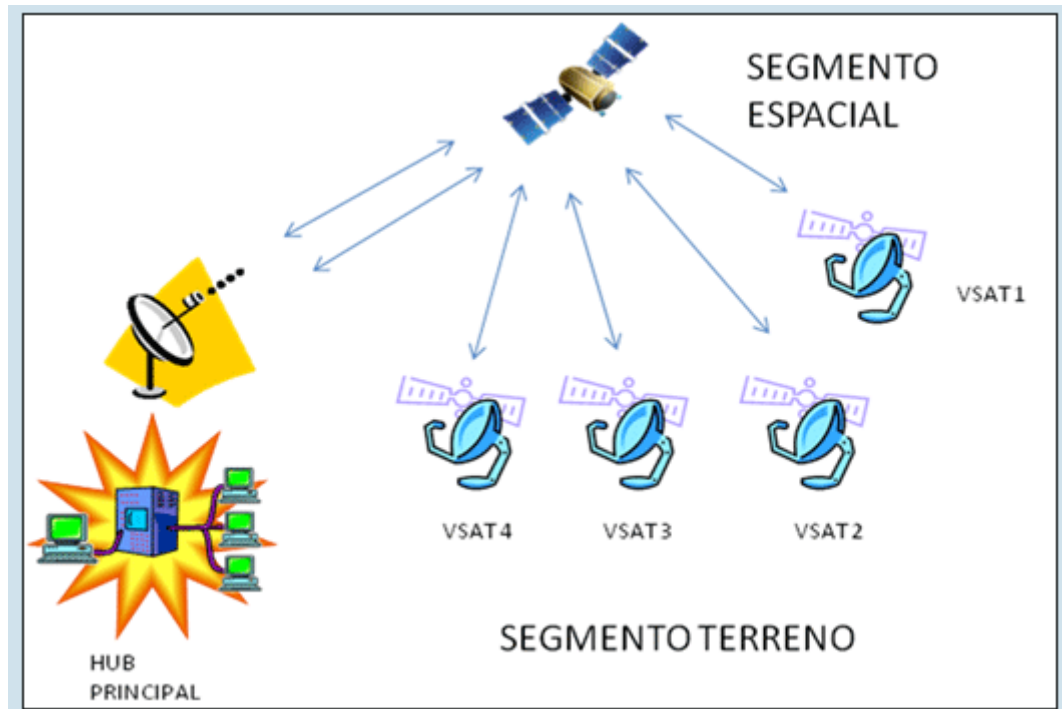 SEGMENTO
ESPACIAL
VSAT1
VSAT4
VSAT3
VSAT2
SEGMENTO TERRENO
HUB
PRINCIPAL